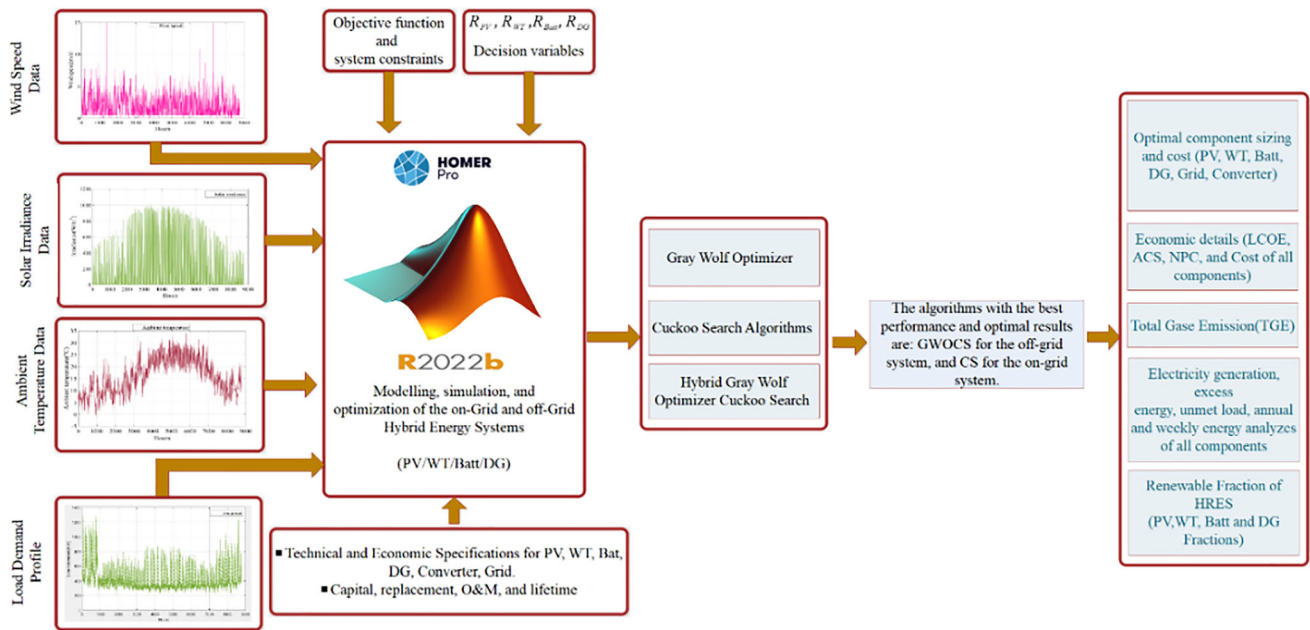 Wind Speed
Data
Hours
Solar Irradiance
Data
Hours
Ambient
Temperature Data
Ambient temperature
Ambient temperature(°C)
Hours
Load Demand
Profile
Objective function
and
system constraints
R_PV, R_WT, R_Batt, R_DG
Decision variables
HOMER
Pro
R2022b
Modelling, simulation, and
optimization of the on-Grid and off-Grid
Hybrid Energy Systems
(PV/WT/Batt/DG)
■ Technical and Economic Specifications for PV, WT, Bat,
DG, Converter, Grid.
■ Capital, replacement, O&M, and lifetime
Gray Wolf Optimizer
Cuckoo Search Algorithms
Hybrid Gray Wolf
Optimizer Cuckoo Search
The algorithms with the best
performance and optimal results
are: GWOCS for the off-grid
system, and CS for the on-grid
system.
Optimal component sizing
and cost (PV, WT, Batt,
DG, Grid, Converter)
Economic details (LCOE,
ACS, NPC, and Cost of all
components)
Total Gase Emission(TGE)
Electricity generation,
excess
energy, unmet load, annual
and weekly energy analyzes
of all components
Renewable Fraction of
HRES
(PV,WT, Batt and DG
Fractions)